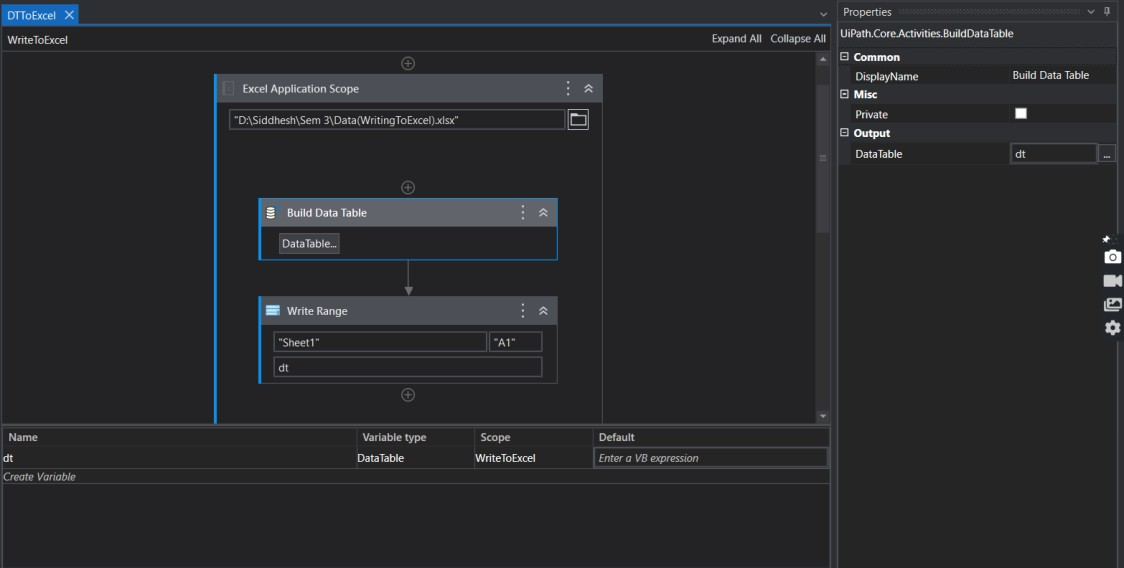 DTToExcel
WriteToExcel
Expand All Collapse All
Excel Application Scope
"D:\Siddhesh\Sem 3\Data(WritingToExcel).xlsx"
Build Data Table
DataTable...
Write Range
"Sheet1" "A1"
dt
Name Variable type Scope Default
dt DataTable WriteToExcel Enter a VB expression
Create Variable
Properties
UiPath.Core.Activities.BuildDataTable
Common
DisplayName Build Data Table
Misc
Private
Output
DataTable dt ...